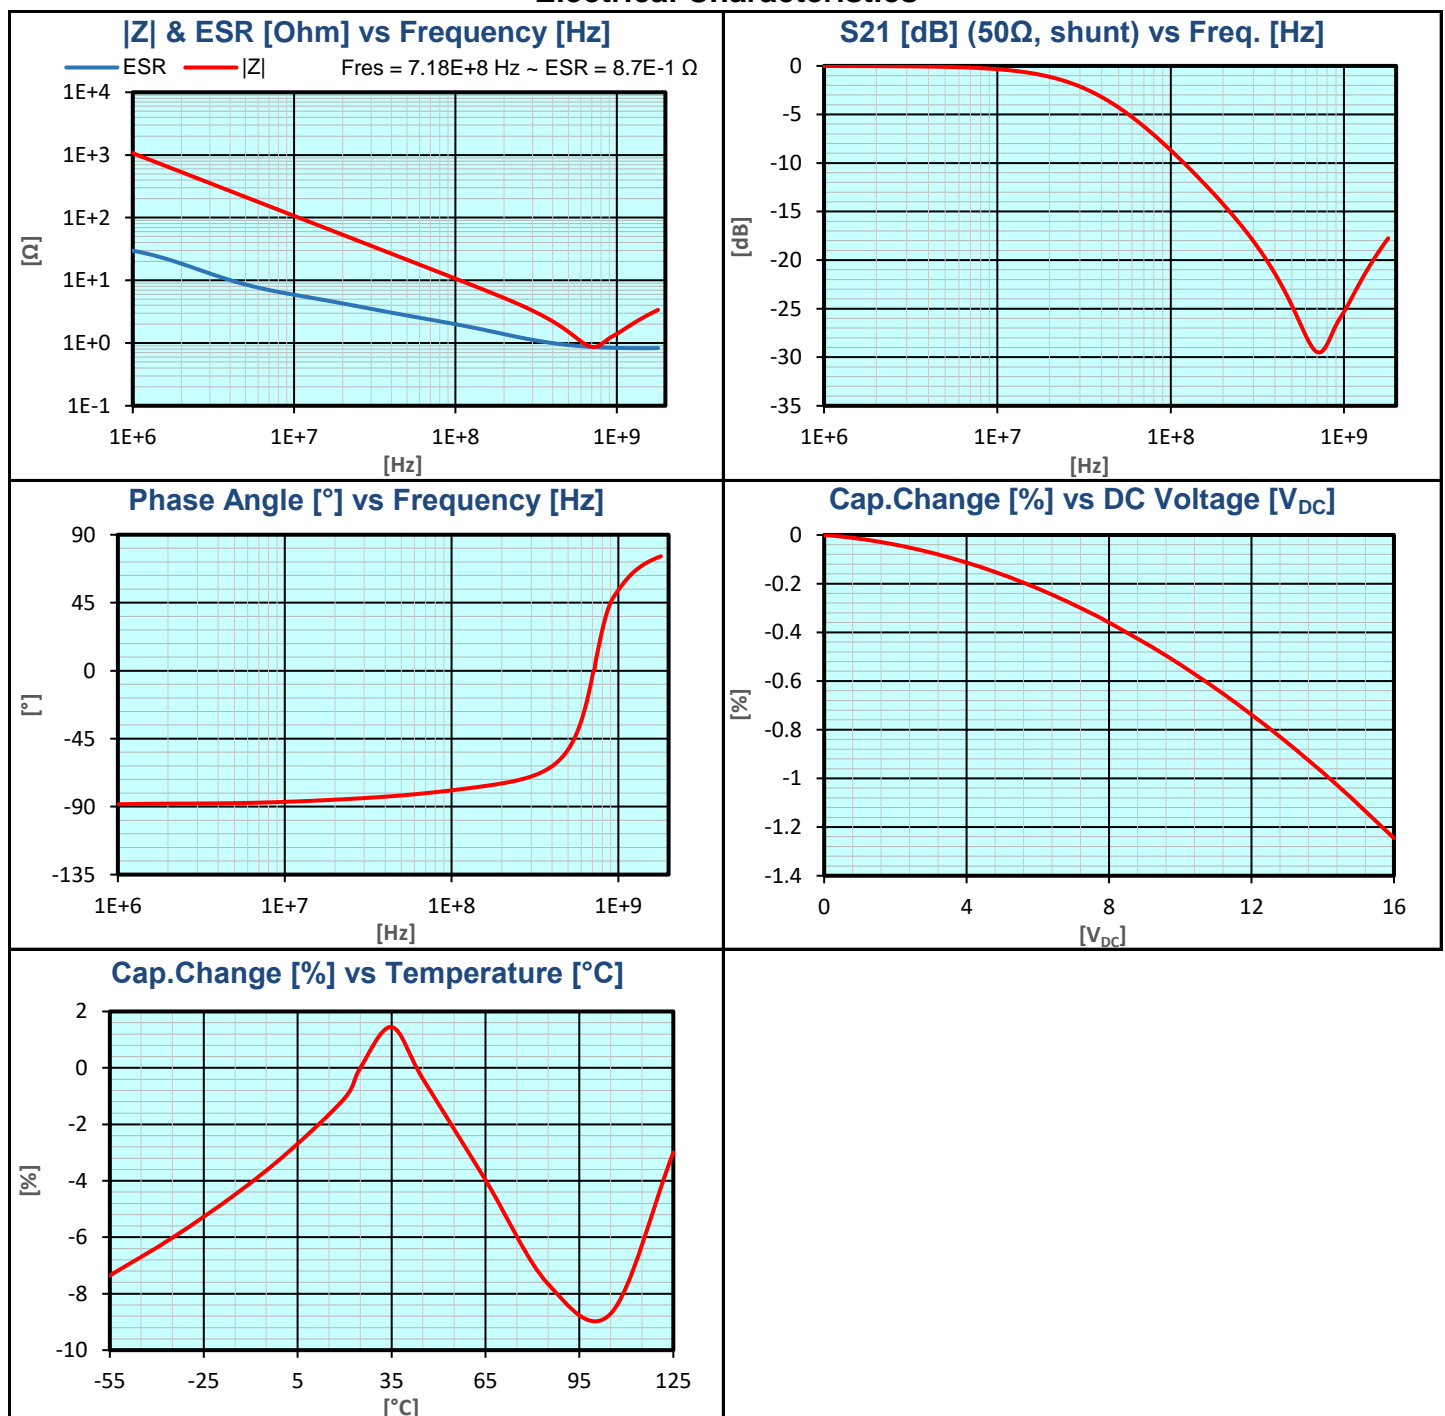 Electrical Characteristics
|Z| & ESR [Ohm] vs Frequency [Hz]
ESR |Z| Fres = 7.18E+8 Hz ~ ESR = 8.7E-1 Ω
1E+4
1E+3
1E+2
1E+1
1E+0
1E-1
[Ω]
1E+6 1E+7 1E+8 1E+9
[Hz]
S21 [dB] (50Ω, shunt) vs Freq. [Hz]
0
-5
-10
-15
-20
-25
-30
-35
[dB]
1E+6 1E+7 1E+8 1E+9
[Hz]
Phase Angle [°] vs Frequency [Hz]
90
45
0
-45
-90
-135
[°]
1E+6 1E+7 1E+8 1E+9
[Hz]
Cap.Change [%] vs DC Voltage [VDC]
0
-0.2
-0.4
-0.6
-0.8
-1
-1.2
-1.4
[%]
0 4 8 12 16
[VDC]
Cap.Change [%] vs Temperature [°C]
2
0
-2
-4
-6
-8
-10
[%]
-55 -25 5 35 65 95 125
[°C]